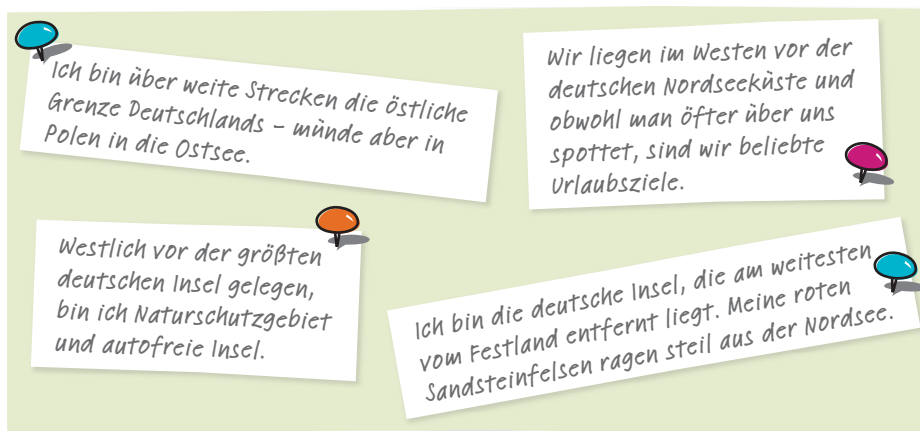 Ich bin über weite Strecken die östliche
Grenze Deutschlands – münde aber in
Polen in die Ostsee.
Wir liegen im Westen vor der
deutschen Nordseeküste und
obwohl man öfter über uns
spottet, sind wir beliebte
Urlaubsziele.
Westlich vor der größten
deutschen Insel gelegen,
bin ich Naturschutzgebiet
und autofreie Insel.
Ich bin die deutsche Insel, die am weitesten
vom Festland entfernt liegt. Meine roten
Sandsteinfelsen ragen steil aus der Nordsee.